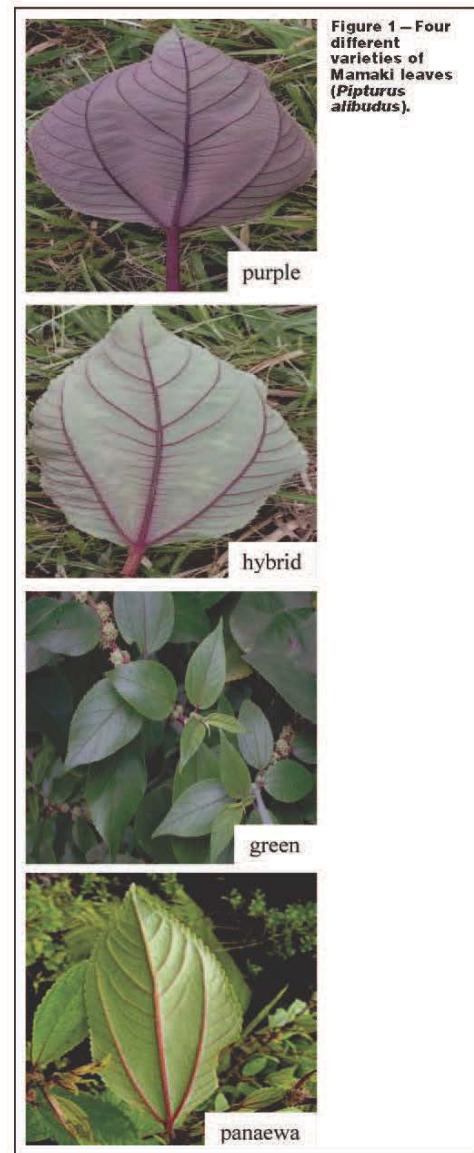 Figure 1 – Four
different
varieties of
Mamaki leaves
(Pipturus
alibudus).
purple
hybrid
green
panaewa